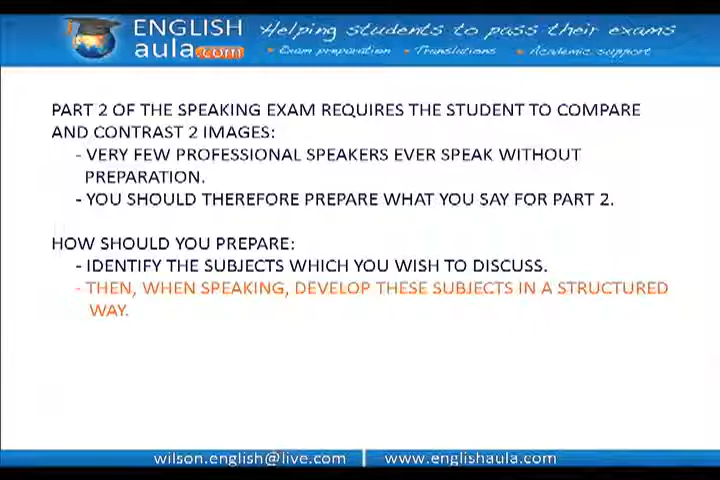 ENGLISH
aula.com
Helping students to pass their exams
Exam preparation
Translations
Academic support
PART 2 OF THE SPEAKING EXAM REQUIRES THE STUDENT TO COMPARE
AND CONTRAST 2 IMAGES:
- VERY FEW PROFESSIONAL SPEAKERS EVER SPEAK WITHOUT
PREPARATION.
- YOU SHOULD THEREFORE PREPARE WHAT YOU SAY FOR PART 2.
HOW SHOULD YOU PREPARE:
- IDENTIFY THE SUBJECTS WHICH YOU WISH TO DISCUSS.
- THEN, WHEN SPEAKING, DEVELOP THESE SUBJECTS IN A STRUCTURED
WAY.
wilson.english@live.com | www.englishaula.com